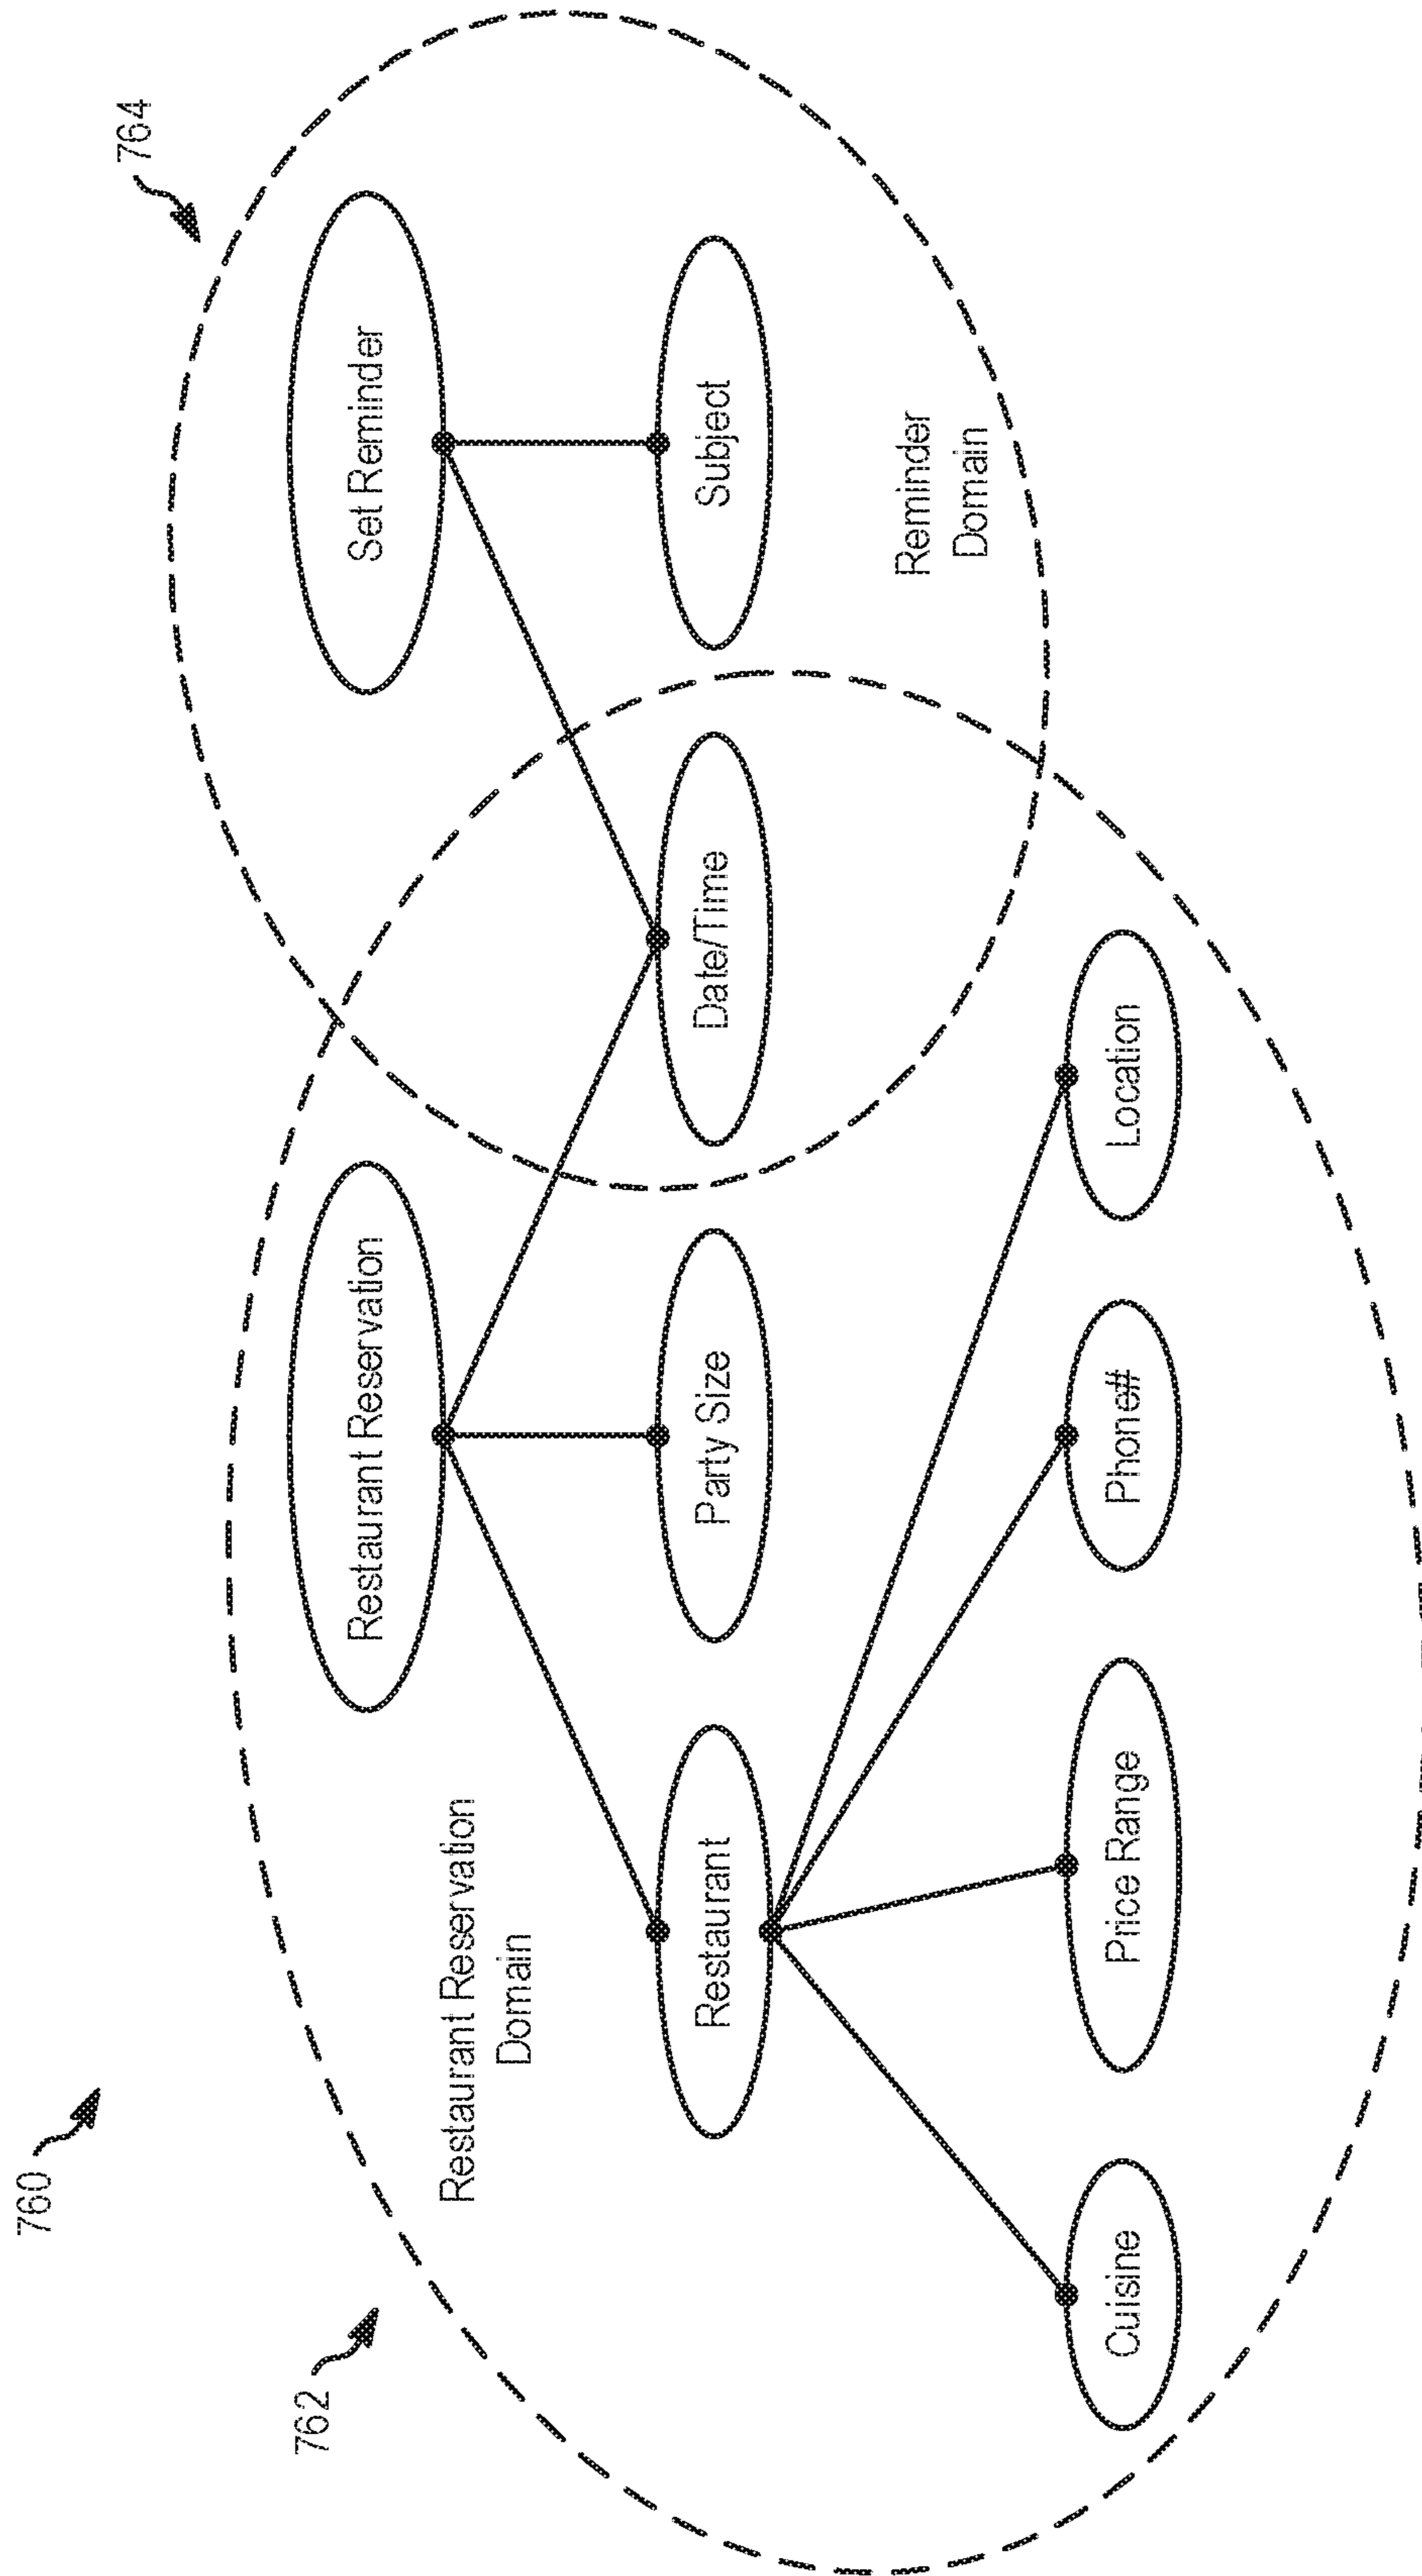 760
764
762
Restaurant Reservation
Set Reminder
Restaurant Reservation
Domain
Restaurant
Party Size
Date/Time
Subject
Reminder
Domain
Cuisine
Price Range
Phone#
Location